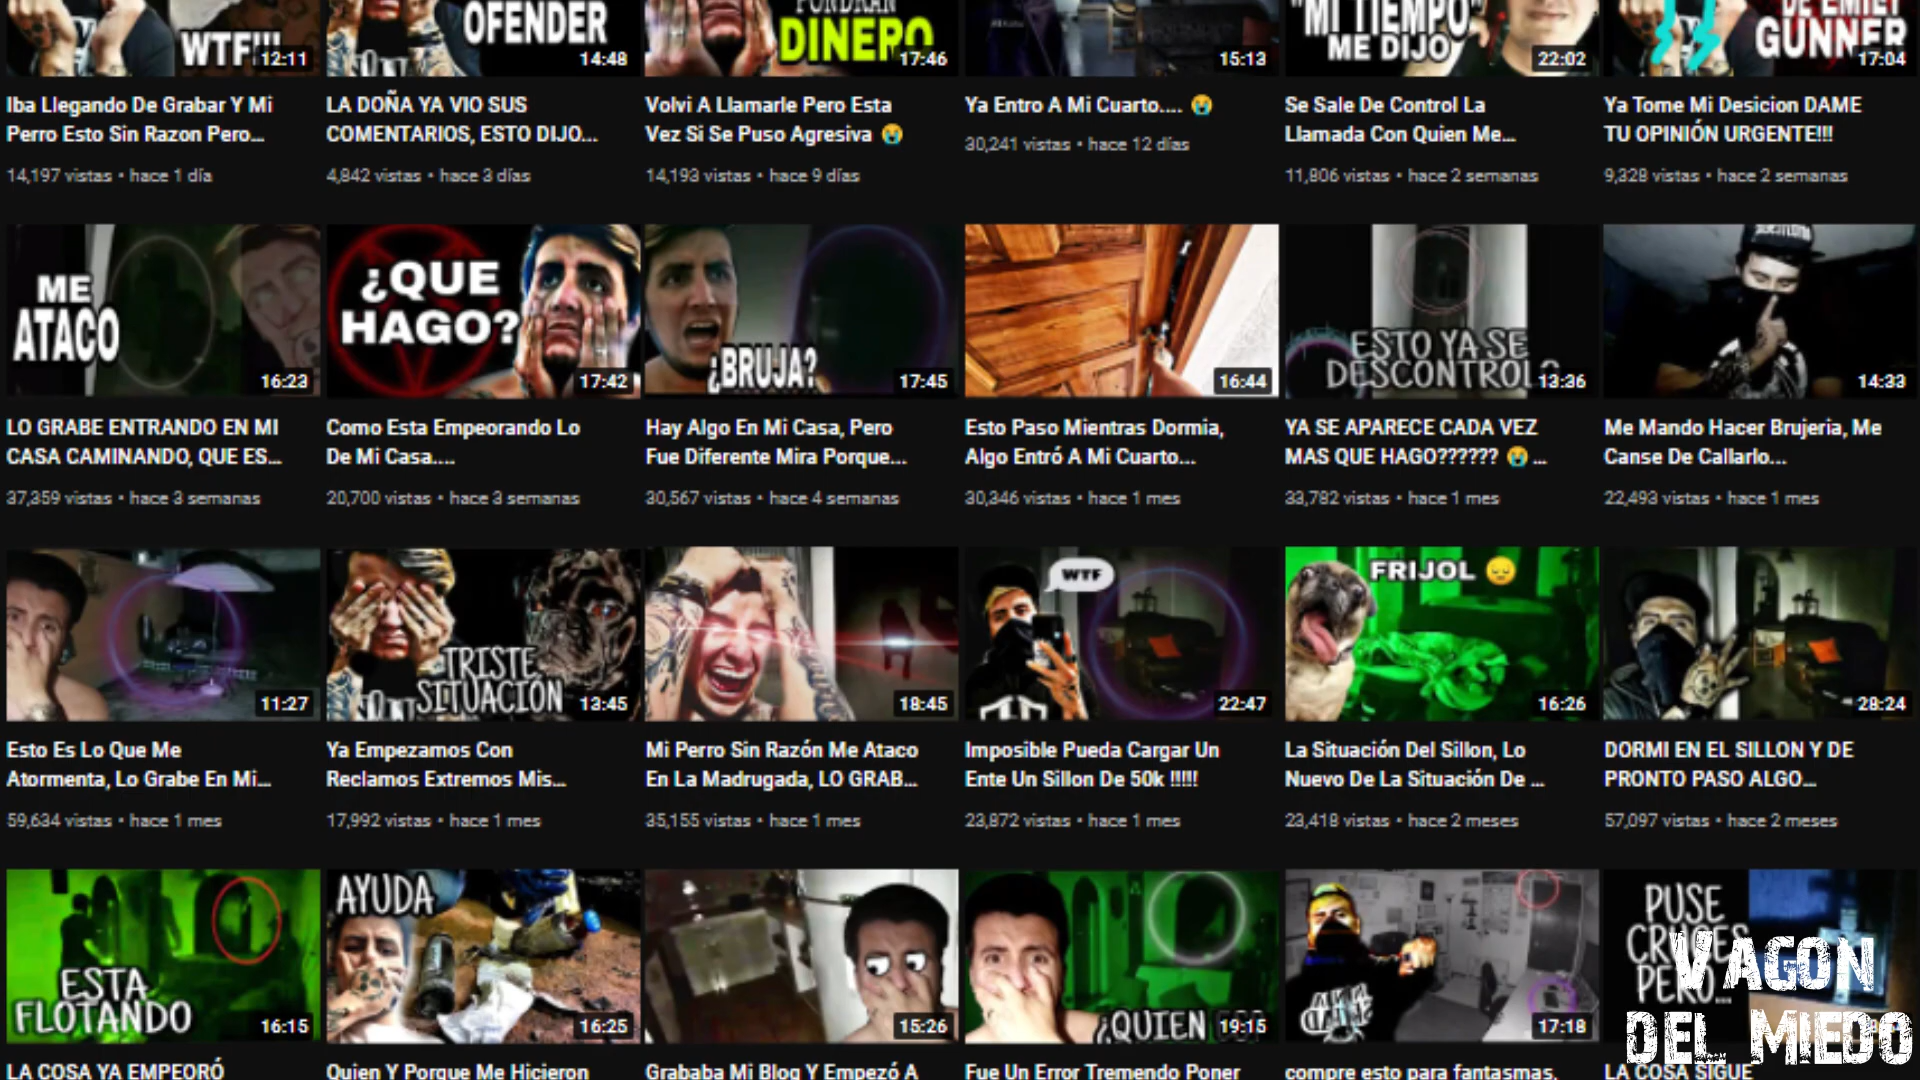 WTF!!!
12:11
OFENDER
14:48
DINERO
17:46
15:13
"MI TIEMPO"
ME DIJO
22:02
DE EMILY
GUNNER
17:04
Iba Llegando De Grabar Y Mi
Perro Esto Sin Razon Pero...
14,197 vistas • hace 1 día
LA DOÑA YA VIO SUS
COMENTARIOS, ESTO DIJO...
4,842 vistas • hace 3 días
Volvi A Llamarle Pero Esta
Vez Si Se Puso Agresiva 😭
14,193 vistas • hace 9 días
Ya Entro A Mi Cuarto.... 😭
30,241 vistas • hace 12 días
Se Sale De Control La
Llamada Con Quien Me...
11,806 vistas • hace 2 semanas
Ya Tome Mi Desicion DAME
TU OPINIÓN URGENTE!!!
9,328 vistas • hace 2 semanas
ME
ATACO
16:23
¿QUE
HAGO?
17:42
¿BRUJA?
17:45
16:44
ESTO YA SE
DESCONTROL
13:36
14:33
LO GRABE ENTRANDO EN MI
CASA CAMINANDO, QUE ES...
37,359 vistas • hace 3 semanas
Como Esta Empeorando Lo
De Mi Casa....
20,700 vistas • hace 3 semanas
Hay Algo En Mi Casa, Pero
Fue Diferente Mira Porque...
30,567 vistas • hace 4 semanas
Esto Paso Mientras Dormia,
Algo Entró A Mi Cuarto...
30,346 vistas • hace 1 mes
YA SE APARECE CADA VEZ
MAS QUE HAGO?????? 😭 ...
33,782 vistas • hace 1 mes
Me Mando Hacer Brujeria, Me
Canse De Callarlo...
22,493 vistas • hace 1 mes
11:27
TRISTE
SITUACIÓN
13:45
18:45
WTF
22:47
FRIJOL 😞
16:26
28:24
Esto Es Lo Que Me
Atormenta, Lo Grabe En Mi...
59,634 vistas • hace 1 mes
Ya Empezamos Con
Reclamos Extremos Mis...
17,992 vistas • hace 1 mes
Mi Perro Sin Razón Me Ataco
En La Madrugada, LO GRAB...
35,155 vistas • hace 1 mes
Imposible Pueda Cargar Un
Ente Un Sillon De 50k !!!!!
23,872 vistas • hace 1 mes
La Situación Del Sillon, Lo
Nuevo De La Situación De ...
23,418 vistas • hace 2 meses
DORMI EN EL SILLON Y DE
PRONTO PASO ALGO...
57,097 vistas • hace 2 meses
ESTA
FLOTANDO
16:15
AYUDA
16:25
15:26
¿QUIEN
19:15
17:18
PUSE
CRUCES
PERO...
VAGON
DEL MIEDO
LA COSA YA EMPEORÓ
Quien Y Porque Me Hicieron
Grababa Mi Blog Y Empezó A
Fue Un Error Tremendo Poner
compre esto para fantasmas,
LA COSA SIGUE